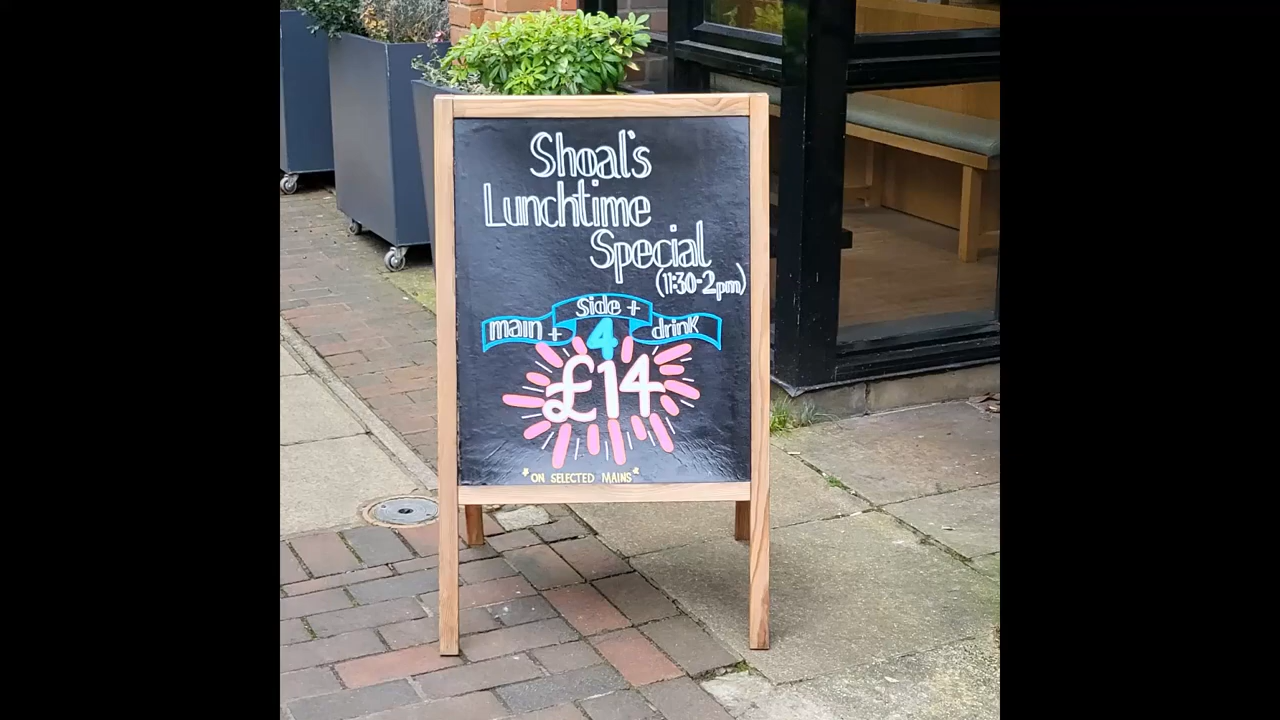 Shoal's
Lunchtime
Special
(11:30-2pm)
main + side + drink
4
£14
*ON SELECTED MAINS*